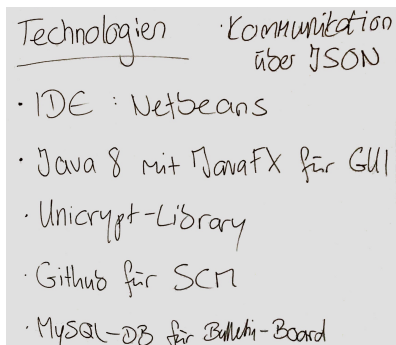 Technologien
· Kommunikation
über JSON
· IDE : Netbeans
· Java 8 mit JavaFX für GUI
· Unicrypt-Library
· Github für SCM
· MySQL-DB für Bulletin-Board